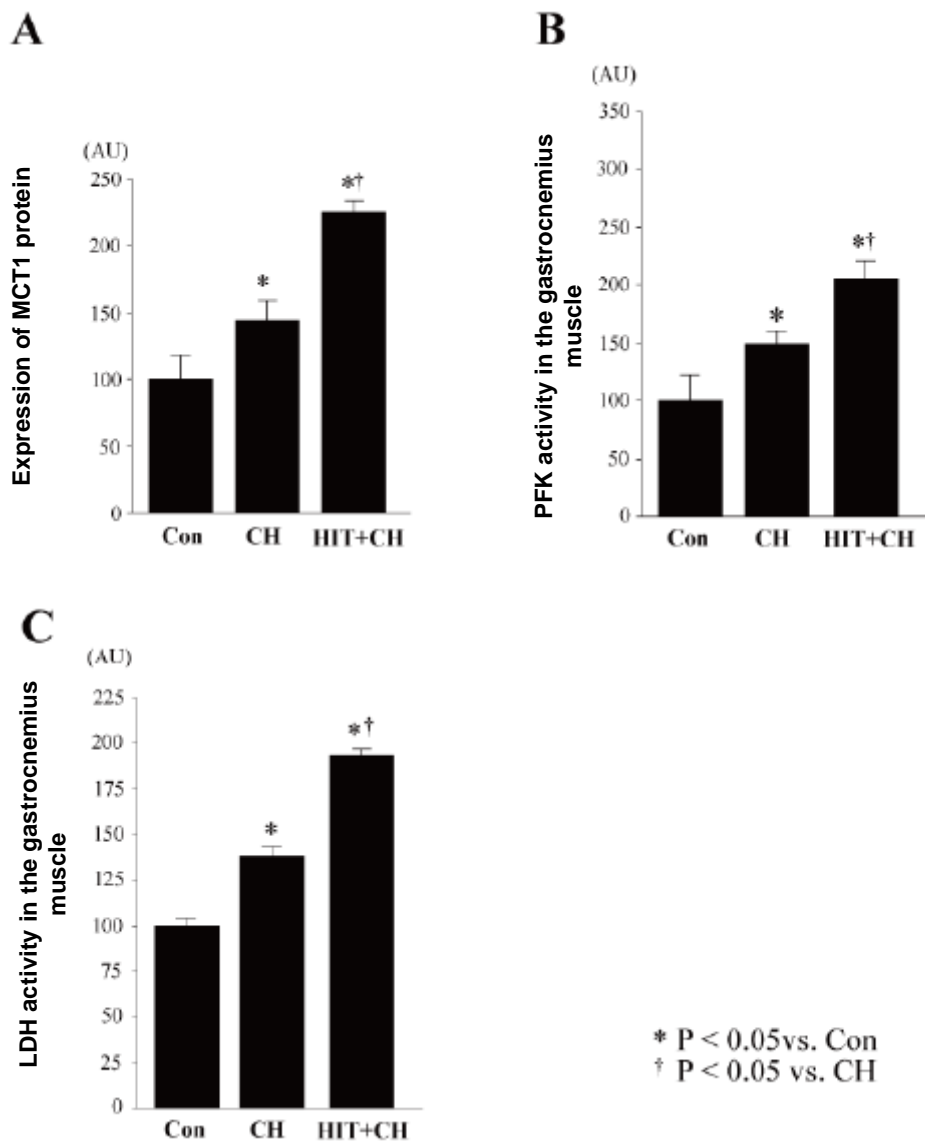 A
(AU)
Expression of MCT1 protein
250
200
150
100
50
0
*†
*
Con CH HIT+CH
B
(AU)
PFK activity in the gastrocnemius
muscle
350
300
250
200
150
100
50
0
*†
*
Con CH HIT+CH
C
(AU)
LDH activity in the gastrocnemius
muscle
225
200
175
150
125
100
75
50
25
0
*†
*
Con CH HIT+CH
* P < 0.05vs. Con
† P < 0.05 vs. CH